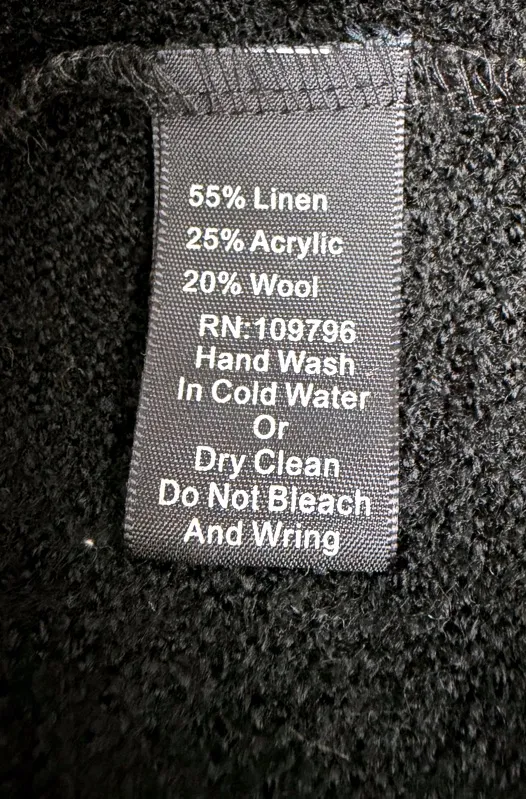 55% Linen
25% Acrylic
20% Wool
RN:109796
Hand Wash
In Cold Water
Or
Dry Clean
Do Not Bleach
And Wring